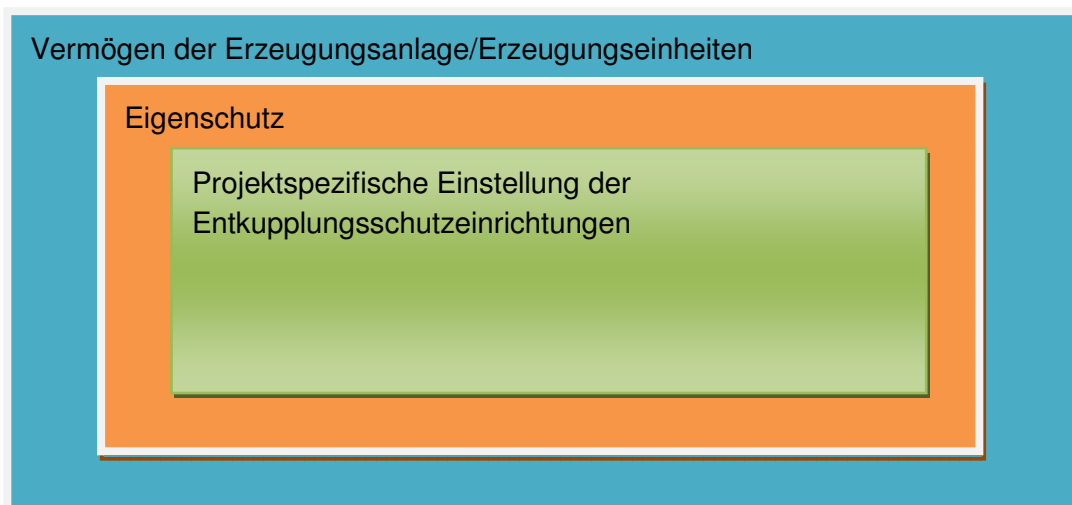 Vermögen der Erzeugungsanlage/Erzeugungseinheiten
Eigenschutz
Projektspezifische Einstellung der
Entkupplungsschutzeinrichtungen